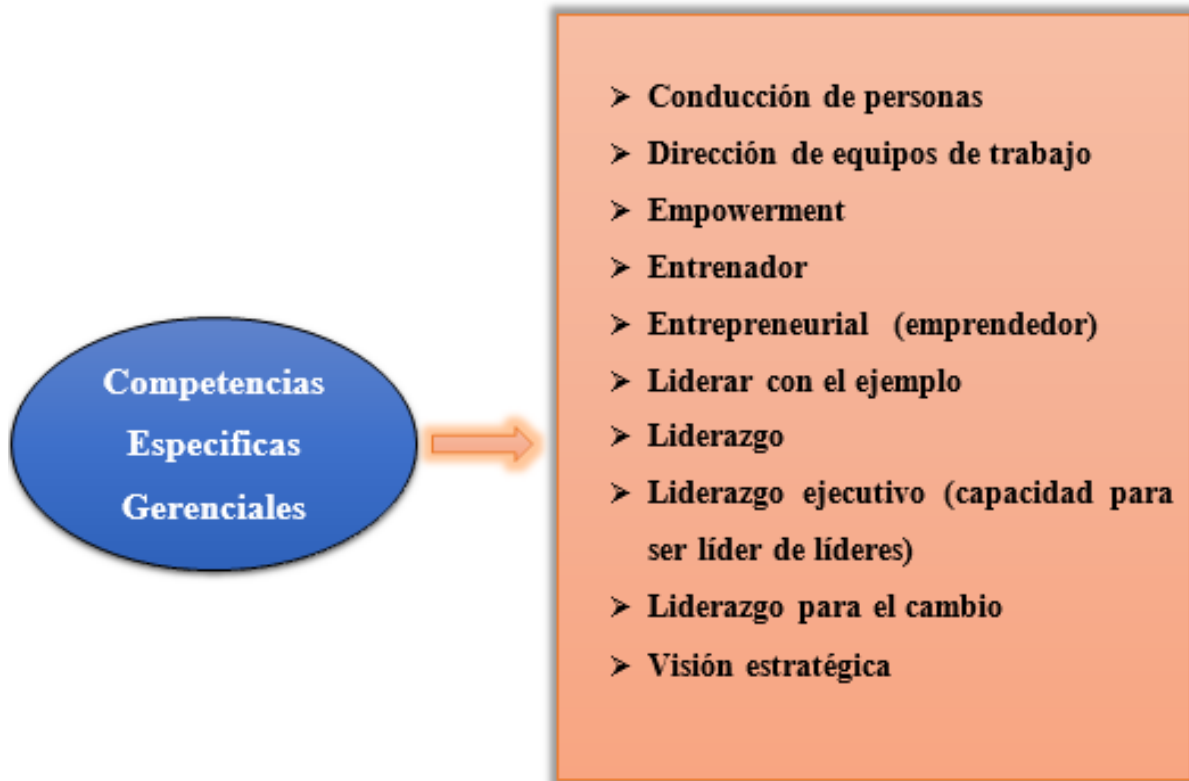 Competencias
Especificas
Gerenciales
➢ Conducción de personas
➢ Dirección de equipos de trabajo
➢ Empowerment
➢ Entrenador
➢ Entrepreneurial (emprendedor)
➢ Liderar con el ejemplo
➢ Liderazgo
➢ Liderazgo ejecutivo (capacidad para
ser líder de líderes)
➢ Liderazgo para el cambio
➢ Visión estratégica